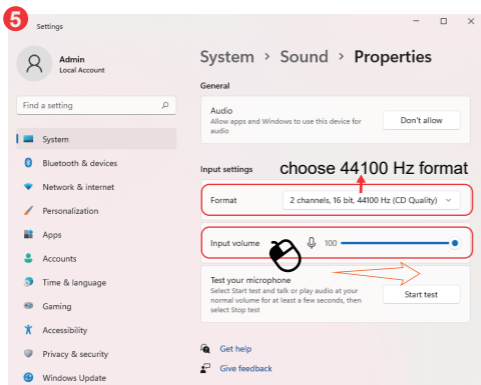 5
Settings
Admin
Local Account
Find a setting
System
Bluetooth & devices
Network & internet
Personalization
Apps
Accounts
Time & language
Gaming
Accessibility
Privacy & security
Windows Update
System > Sound > Properties
General
Audio
Allow apps and Windows to use this device for
audio
Don't allow
Input settings
choose 44100 Hz format
Format
2 channels, 16 bit, 44100 Hz (CD Quality)
Input volume
100
Test your microphone
Select Start test and talk or play audio at your
normal volume for at least a few seconds, then
select Stop test
Start test
Get help
Give feedback